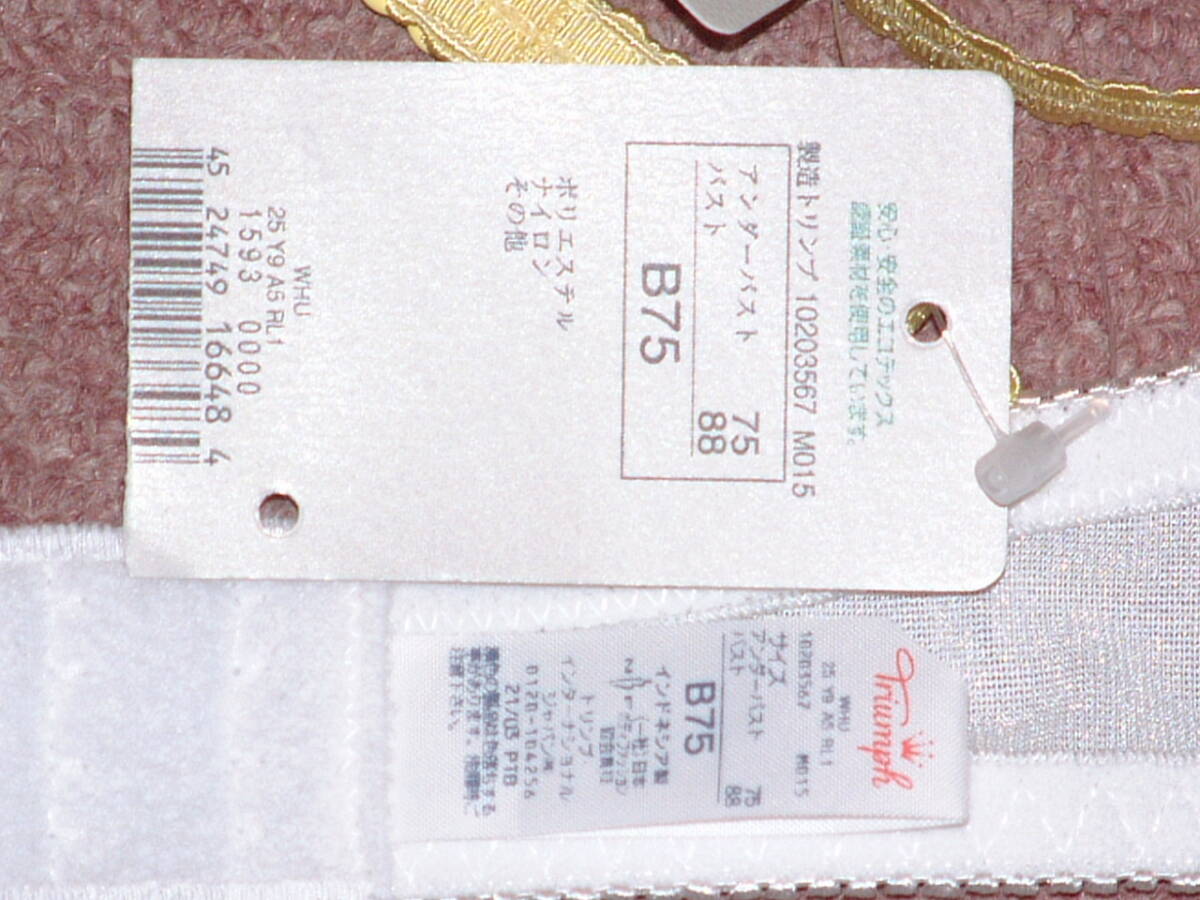 安心・安全のエコテックス
認証素材を使用しています。
製造トリンプ 10203567 M015
アンダーバスト 75
バスト 88
B75
ポリエステル
ナイロン
その他
WHU
25 Y9 A5 RL1
1593 0000
45 24749 16648 4
Triumph
WHU
25 Y9 A5 RL1
10203567 M015
サイズ
アンダーバスト 75
バスト 88
B75
インドネシア製
トリンプ
インターナショナル
ジャパン
0120-104256
21/03 P1B